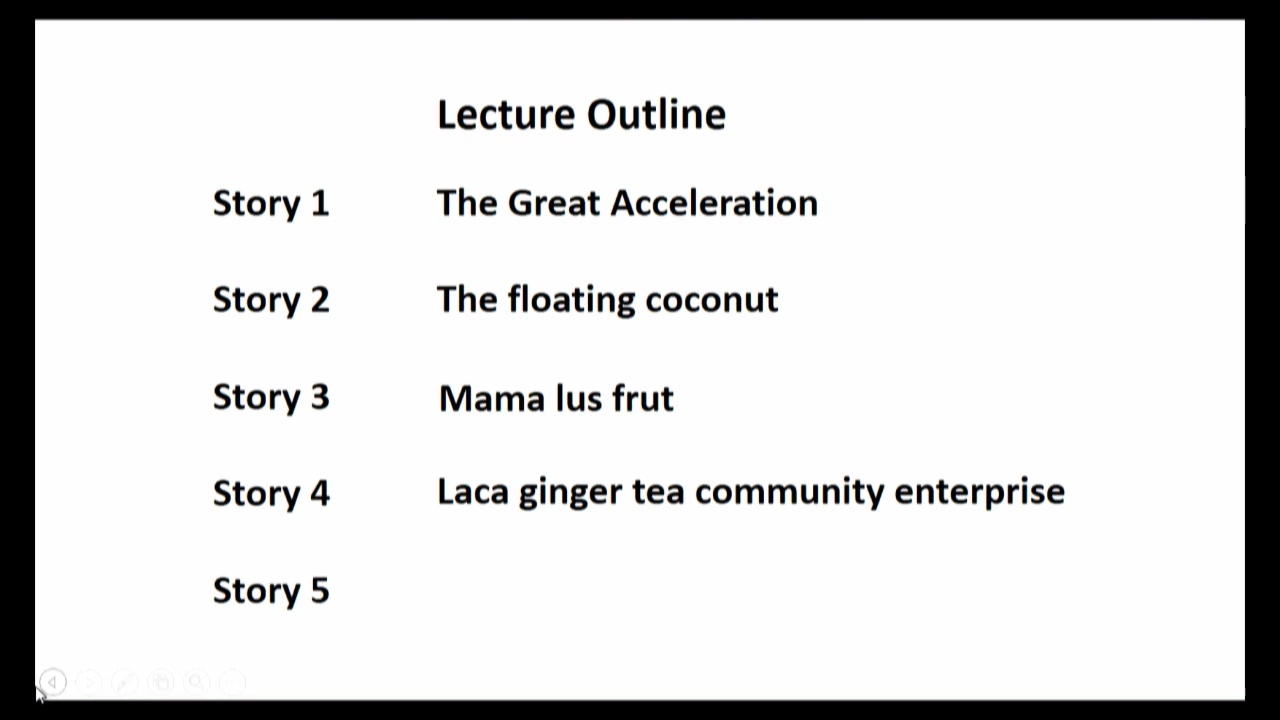 Lecture Outline
Story 1 The Great Acceleration
Story 2 The floating coconut
Story 3 Mama lus frut
Story 4 Laca ginger tea community enterprise
Story 5